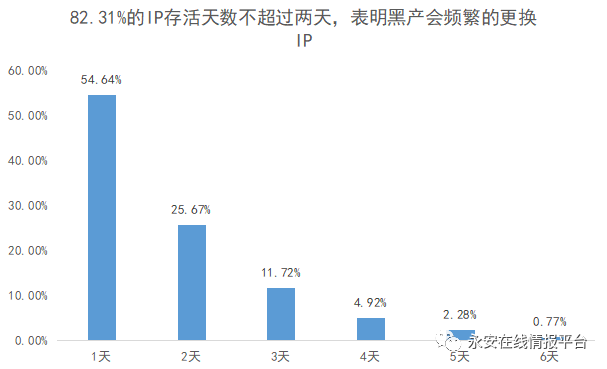 82.31%的IP存活天数不超过两天，表明黑产会频繁的更换
IP
60.00%
50.00%
40.00%
30.00%
20.00%
10.00%
0.00%
54.64%
25.67%
11.72%
4.92%
2.28%
0.77%
1天
2天
3天
4天
5天
6天
永安在线情报平台